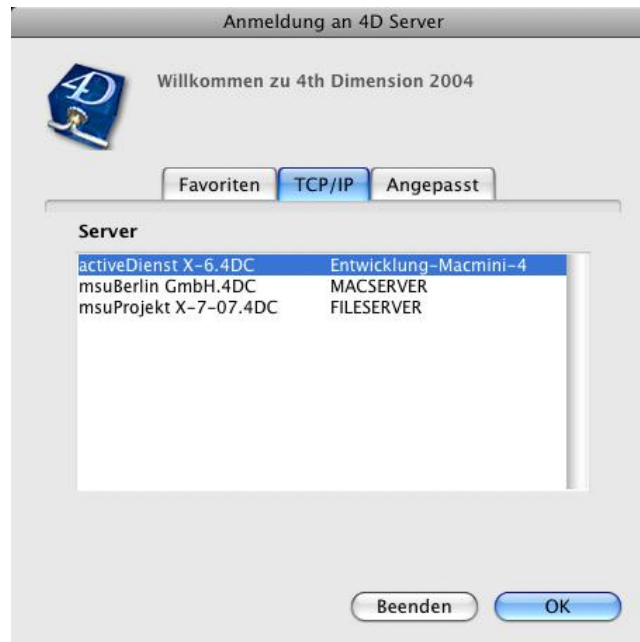 Anmeldung an 4D Server
4D
Willkommen zu 4th Dimension 2004
Favoriten TCP/IP Angepasst
Server
activeDienst X-6.4DC Entwicklung-Macmini-4
msuBerlin GmbH.4DC MACSERVER
msuProjekt X-7-07.4DC FILESERVER
Beenden OK